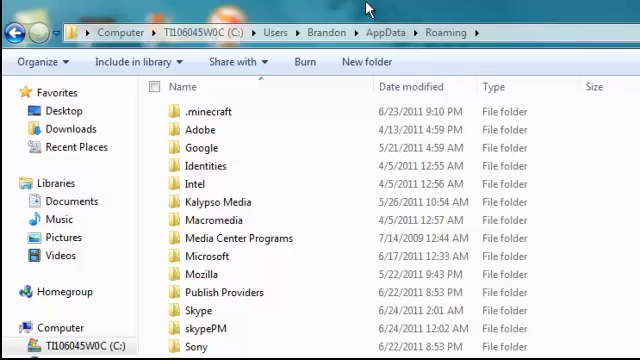 Computer TI106045W0C (C:) Users Brandon AppData Roaming
Organize Include in library Share with Burn New folder
Favorites
Desktop
Downloads
Recent Places
Libraries
Documents
Music
Pictures
Videos
Homegroup
Computer
TI106045W0C (C:)
Name Date modified Type Size
.minecraft 6/23/2011 9:10 PM File folder
Adobe 4/13/2011 4:59 PM File folder
Google 5/21/2011 4:59 AM File folder
Identities 4/5/2011 12:55 AM File folder
Intel 4/5/2011 12:56 AM File folder
Kalypso Media 5/26/2011 10:54 AM File folder
Macromedia 4/5/2011 12:57 AM File folder
Media Center Programs 7/14/2009 12:44 AM File folder
Microsoft 6/17/2011 12:33 AM File folder
Mozilla 5/22/2011 9:43 PM File folder
Publish Providers 6/22/2011 8:53 PM File folder
Skype 6/24/2011 2:01 AM File folder
skypePM 6/24/2011 12:02 AM File folder
Sony 6/22/2011 8:53 PM File folder